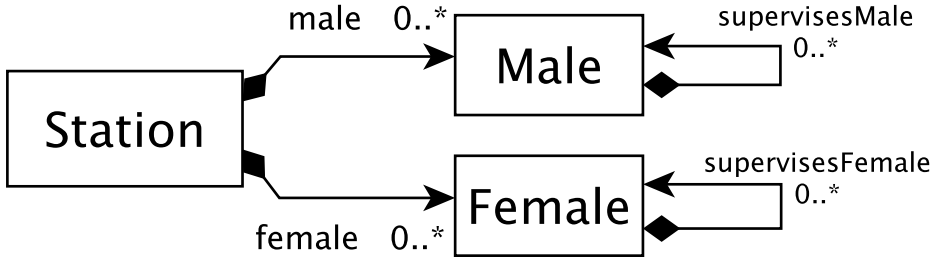 male 0..*
supervisesMale
0..*
Male
Station
supervisesFemale
0..*
Female
female 0..*